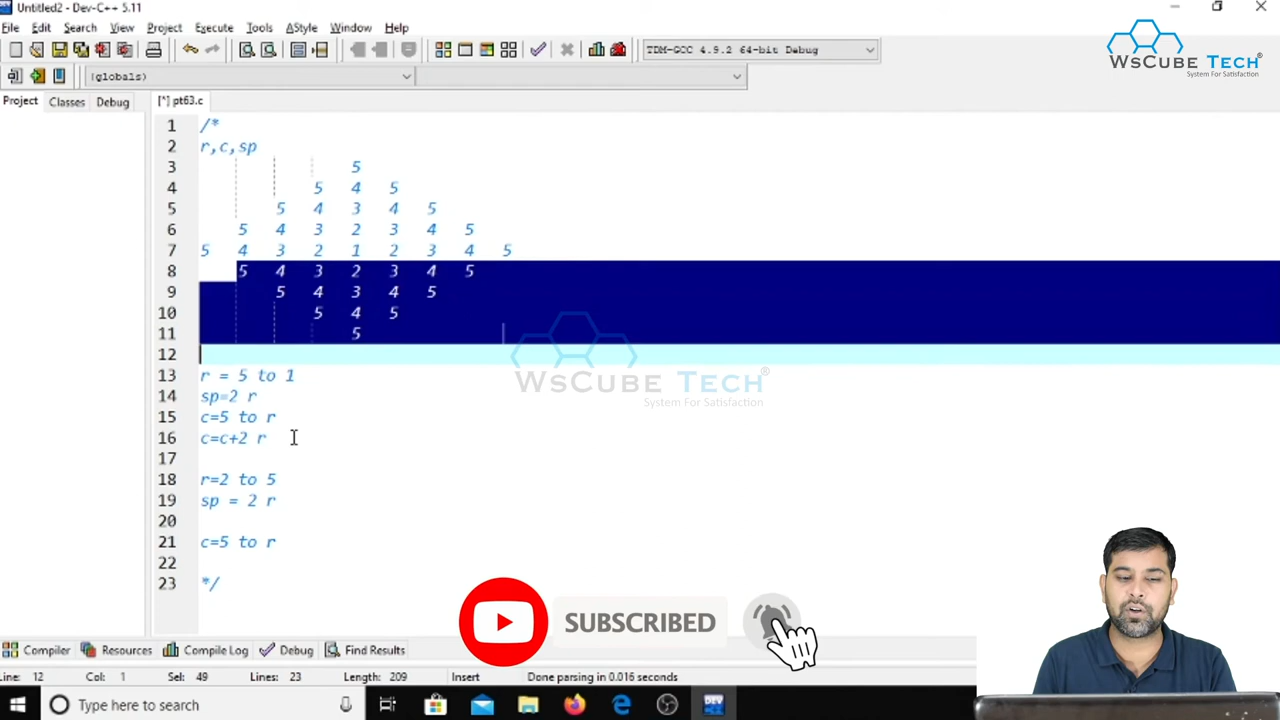 Untitled2 - Dev-C++ 5.11
File Edit Search View Project Execute Tools AStyle Window Help
TDM-GCC 4.9.2 64-bit Debug
(globals)
Project Classes Debug [*] pt63.c
1 /*
2 r,c,sp
3 5
4 5 4 5
5 5 4 3 4 5
6 5 4 3 2 3 4 5
7 5 4 3 2 1 2 3 4 5
8 5 4 3 2 3 4 5
9 5 4 3 4 5
10 5 4 5
11 5
12
13 r = 5 to 1
14 sp=2 r
15 c=5 to r
16 c=c+2 r
17
18 r=2 to 5
19 sp = 2 r
20
21 c=5 to r
22
23 */
WsCube Tech®
System For Satisfaction
WsCube Tech®
System For Satisfaction
SUBSCRIBED
Compiler Resources Compile Log Debug Find Results
Line: 12 Col: 1 Sel: 49 Lines: 23 Length: 209 Insert Done parsing in 0.016 seconds
Type here to search
DEV